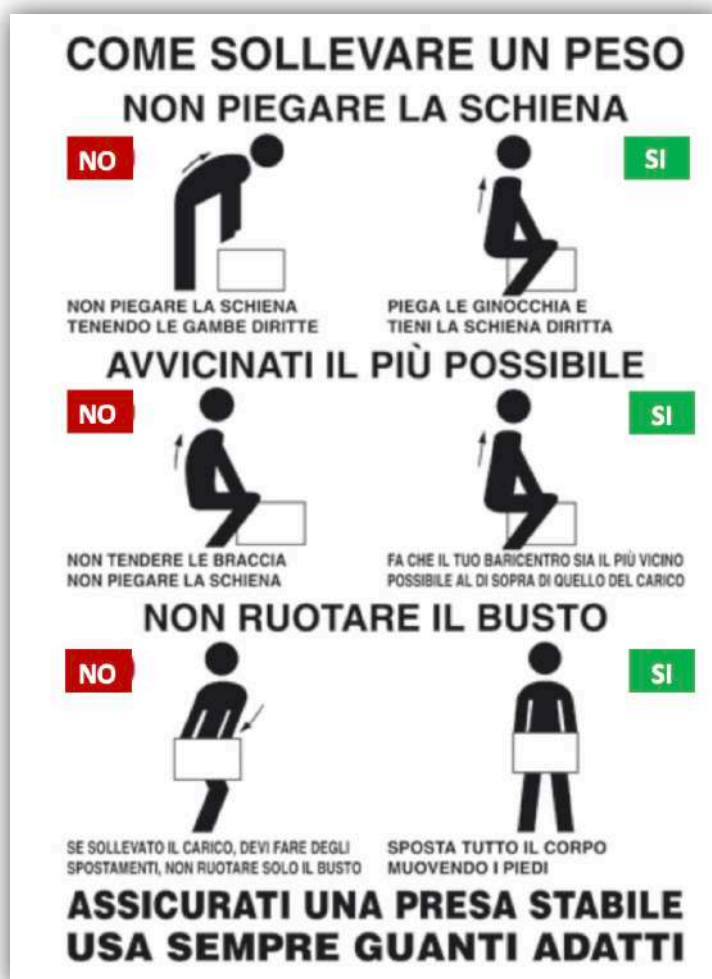 COME SOLLEVARE UN PESO
NON PIEGARE LA SCHIENA
NO
SI
NON PIEGARE LA SCHIENA
TENENDO LE GAMBE DIRITTE
PIEGA LE GINOCCHIA E
TIENI LA SCHIENA DIRITTA
AVVICINATI IL PIÙ POSSIBILE
NO
SI
NON TENDERE LE BRACCIA
NON PIEGARE LA SCHIENA
FA CHE IL TUO BARICENTRO SIA IL PIÙ VICINO
POSSIBILE AL DI SOPRA DI QUELLO DEL CARICO
NON RUOTARE IL BUSTO
NO
SI
SE SOLLEVATO IL CARICO, DEVI FARE DEGLI
SPOSTAMENTI, NON RUOTARE SOLO IL BUSTO
SPOSTA TUTTO IL CORPO
MUOVENDO I PIEDI
ASSICURATI UNA PRESA STABILE
USA SEMPRE GUANTI ADATTI